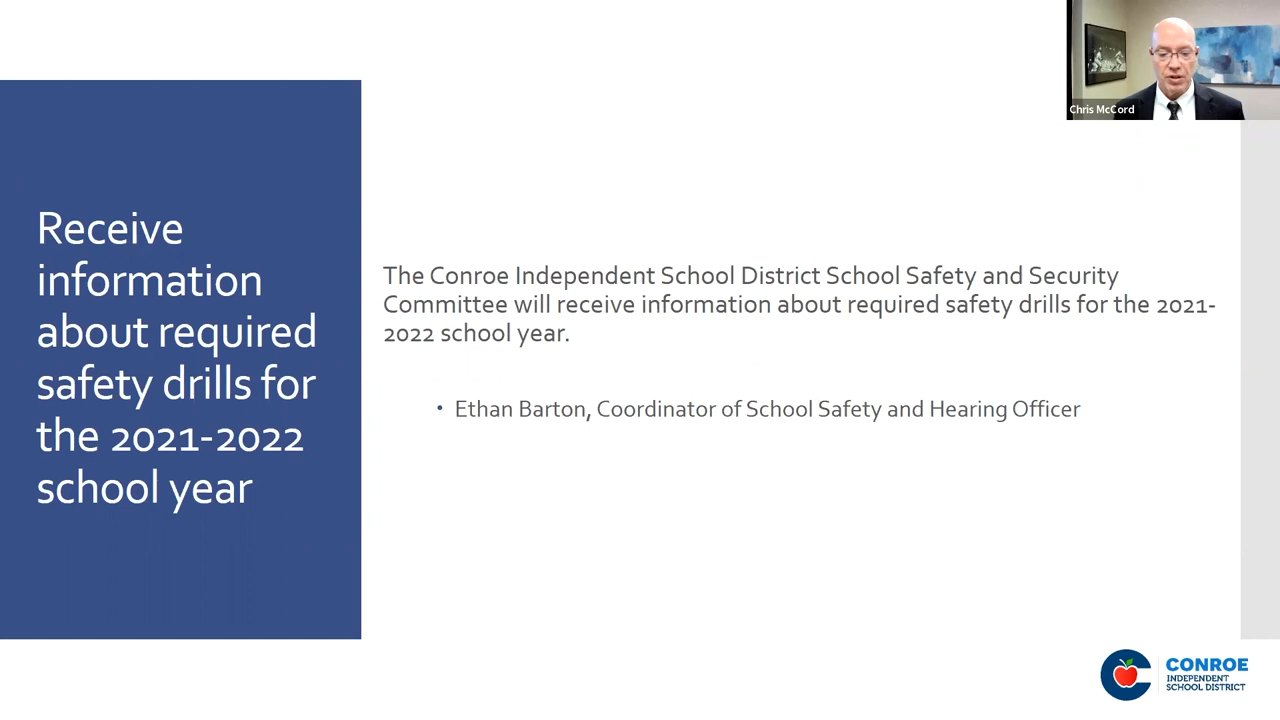 Chris McCord
Receive
information
about required
safety drills for
the 2021-2022
school year
The Conroe Independent School District School Safety and Security
Committee will receive information about required safety drills for the 2021-
2022 school year.
• Ethan Barton, Coordinator of School Safety and Hearing Officer
CONROE
INDEPENDENT
SCHOOL DISTRICT